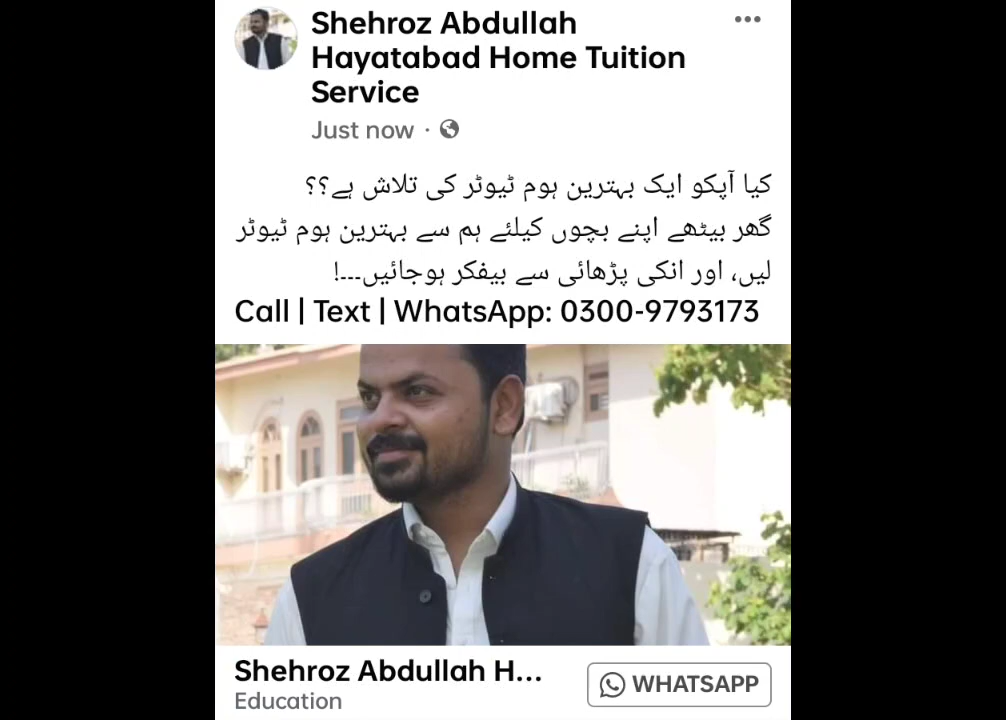 Shehroz Abdullah
Hayatabad Home Tuition
Service
Just now ·
کیا آپکو ایک بہترین ہوم ٹیوٹر کی تلاش ہے؟؟
گھر بیٹھے اپنے بچوں کیلئے ہم سے بہترین ہوم ٹیوٹر
لیں، اور انکی پڑھائی سے بیفکر ہوجائیں۔۔۔!
Call | Text | WhatsApp: 0300-9793173
Shehroz Abdullah H...
WHATSAPP
Education